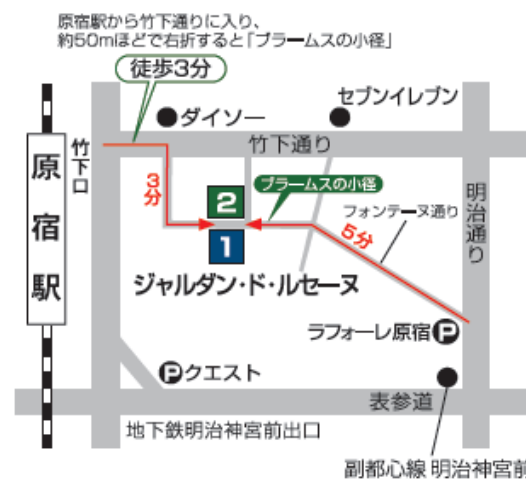 原宿駅から竹下通りに入り、
約50mほどで右折すると「ブラームスの小径」
徒歩3分
ダイソー
セブンイレブン
竹下口
竹下通り
原宿駅
3分
2
ブラームスの小径
1
フォンテーヌ通り
5分
明治通り
ジャルダン・ド・ルセーヌ
ラフォーレ原宿 P
P クエスト
表参道
地下鉄明治神宮前出口
副都心線 明治神宮前